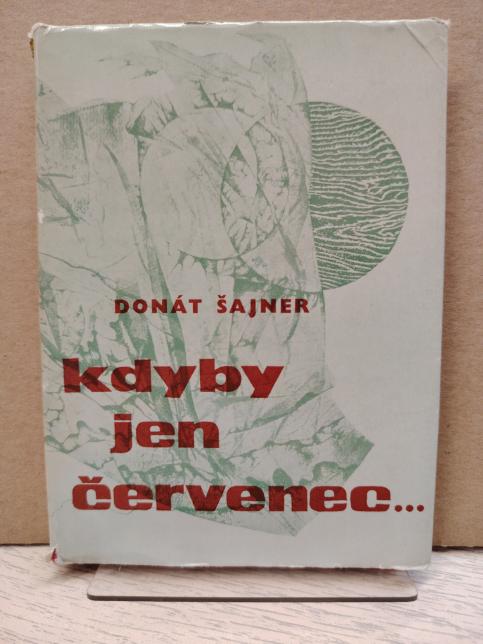 DONÁT ŠAJNER
kdyby
jen
červenec...